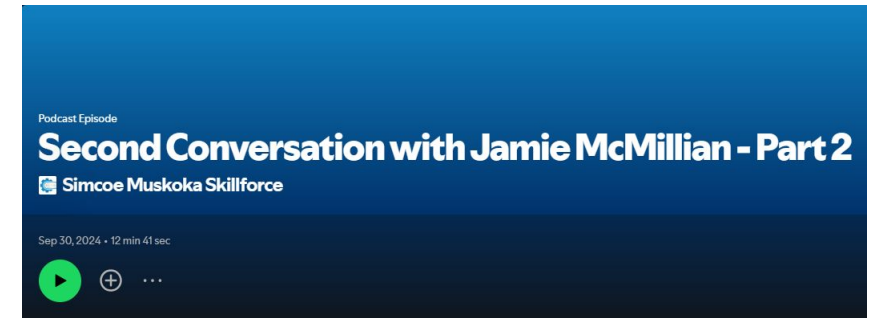 Podcast Episode
Second Conversation with Jamie McMillian - Part 2
Simcoe Muskoka Skillforce
Sep 30, 2024 • 12 min 41 sec